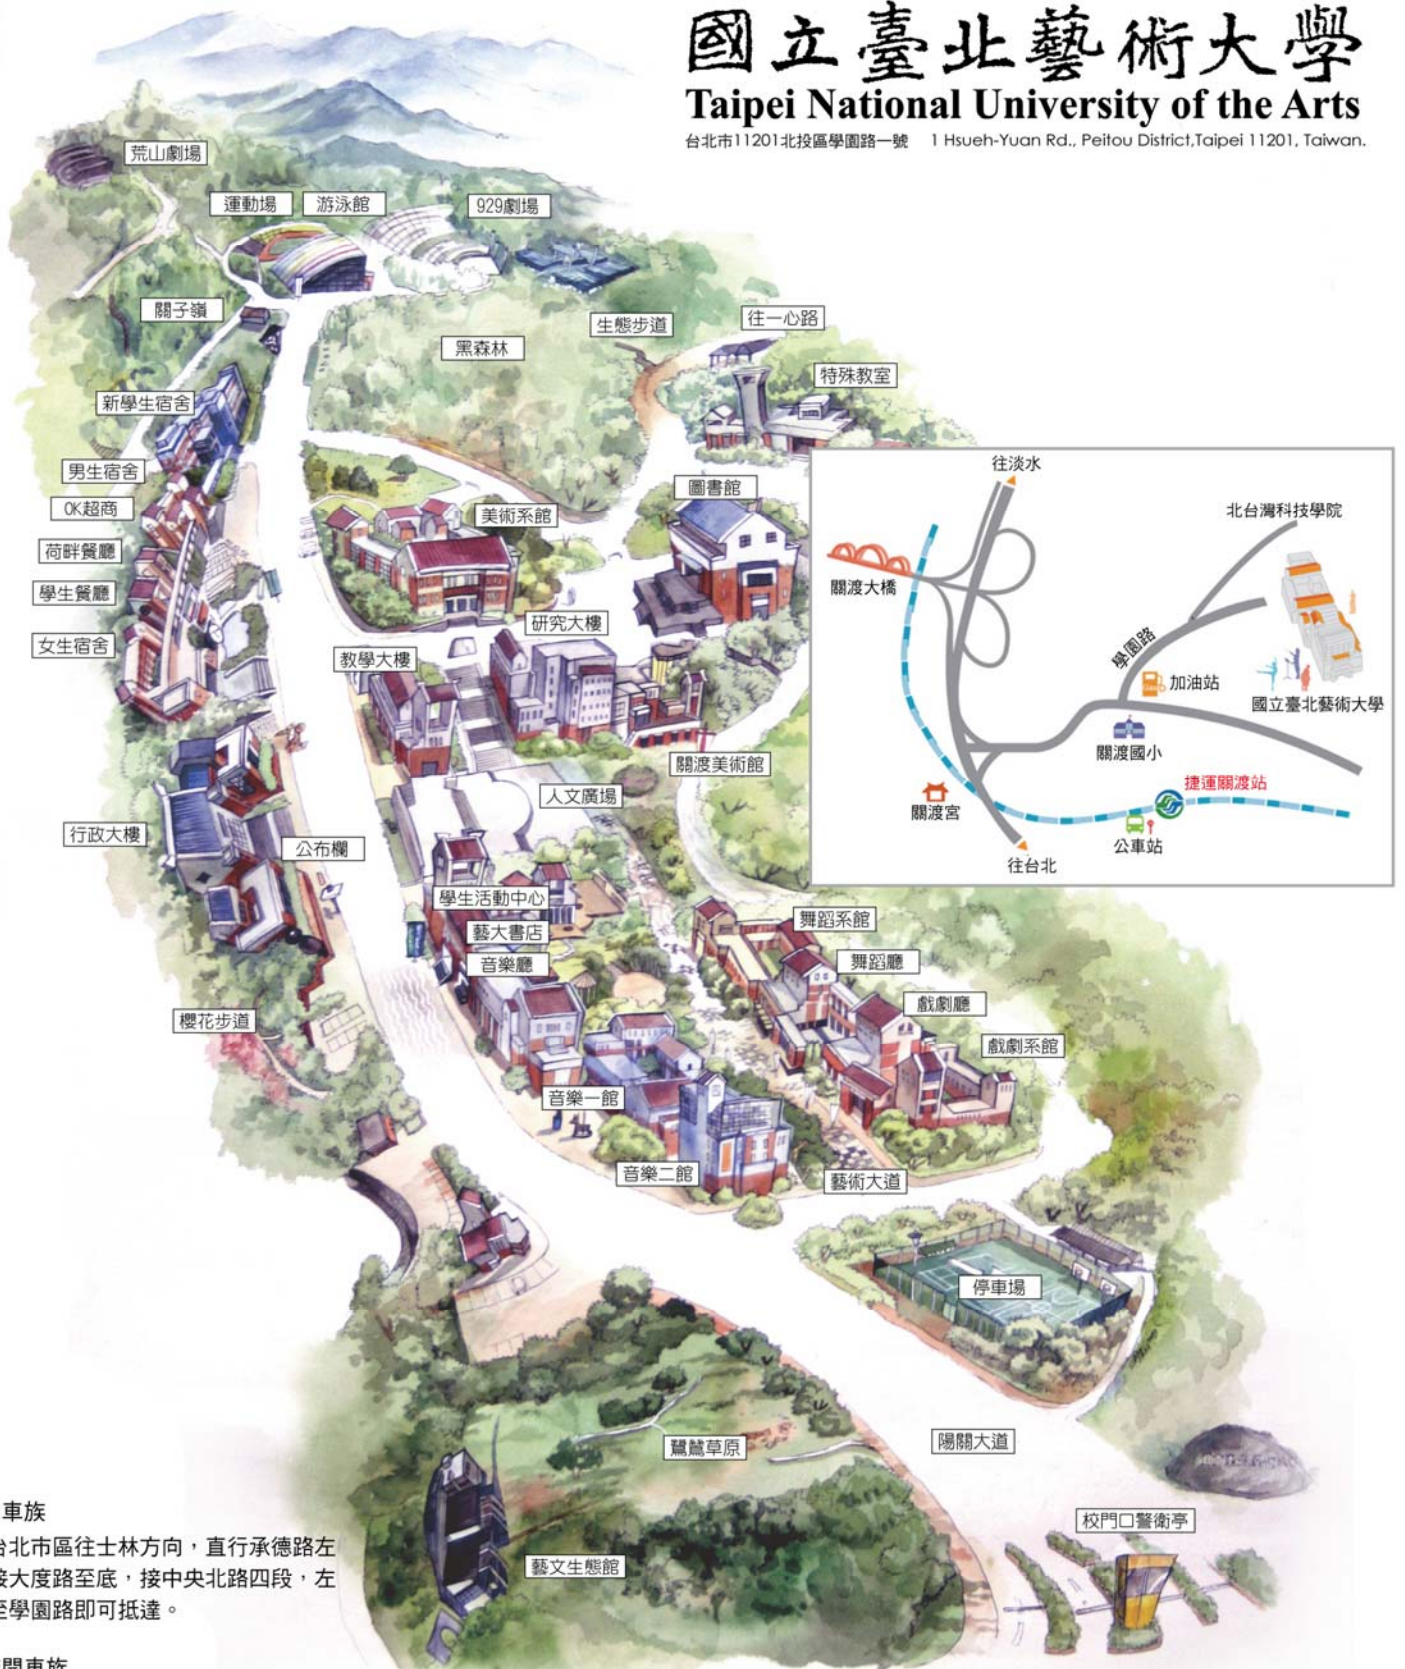 國立臺北藝術大學
Taipei National University of the Arts
台北市11201北投區學園路一號 1 Hsueh-Yuan Rd., Peitou District,Taipei 11201, Taiwan.
荒山劇場
運動場
游泳館
929劇場
關子嶺
生態步道
往一心路
黑森林
特殊教室
新學生宿舍
男生宿舍
OK超商
荷畔餐廳
學生餐廳
女生宿舍
美術系館
圖書館
研究大樓
教學大樓
關渡美術館
人文廣場
行政大樓
公布欄
學生活動中心
藝大書店
音樂廳
舞蹈系館
舞蹈廳
戲劇廳
戲劇系館
櫻花步道
音樂一館
音樂二館
藝術大道
停車場
鷺鷥草原
陽關大道
校門口警衛亭
藝文生態館
往淡水
北台灣科技學院
關渡大橋
學園路
加油站
國立臺北藝術大學
關渡國小
捷運關渡站
關渡宮
公車站
往台北
車族
台北市區往士林方向，直行承德路左
接大度路至底，接中央北路四段，左
至學園路即可抵達。